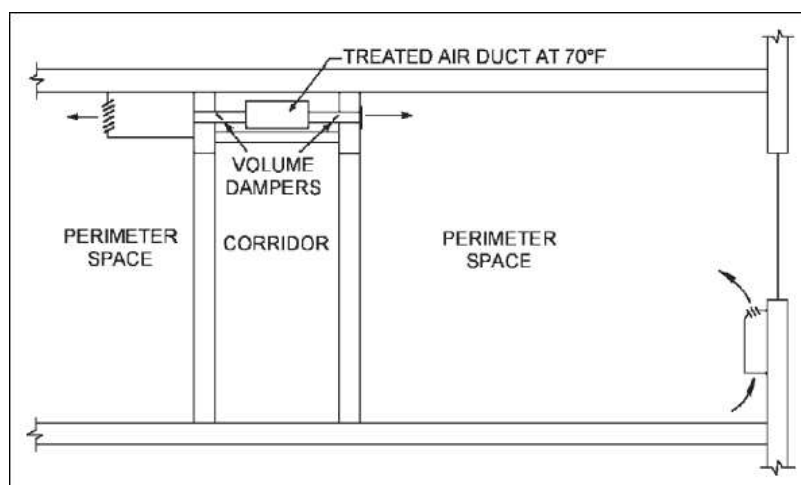 TREATED AIR DUCT AT 70°F
VOLUME
DAMPERS
PERIMETER
SPACE
CORRIDOR
PERIMETER
SPACE